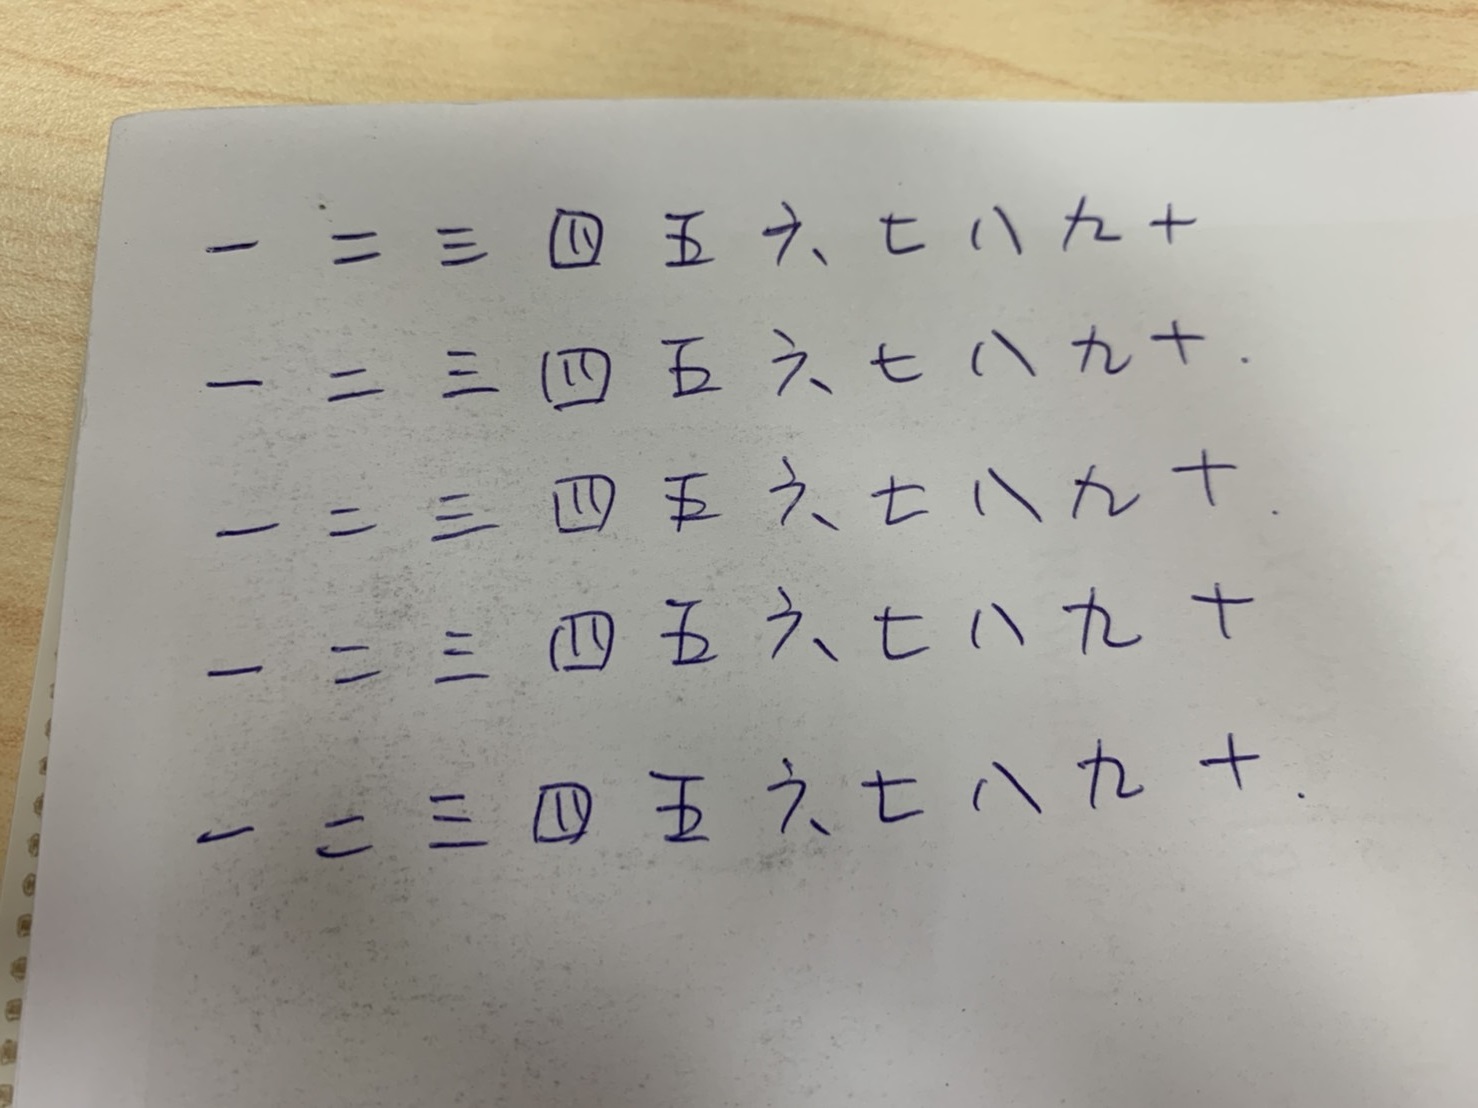 一 二 三 四 五 六 七 八 九 十
一 二 三 四 五 六 七 八 九 十.
一 二 三 四 五 六 七 八 九 十.
一 二 三 四 五 六 七 八 九 十
一 二 三 四 五 六 七 八 九 十.